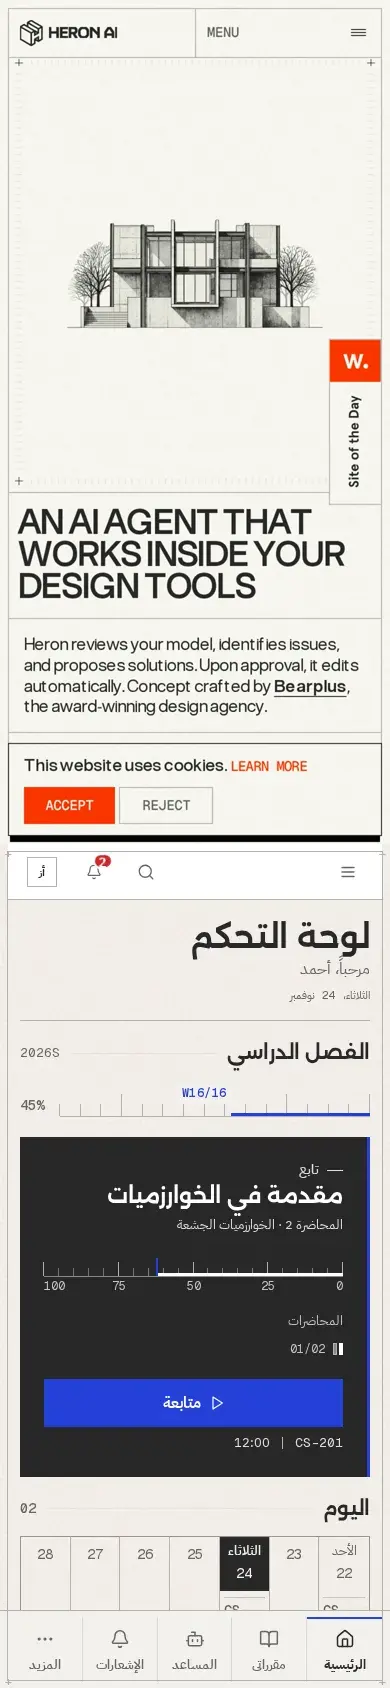 HERON AI
MENU
W.
Site of the Day
AN AI AGENT THAT
WORKS INSIDE YOUR
DESIGN TOOLS
Heron reviews your model, identifies issues,
and proposes solutions. Upon approval, it edits
automatically. Concept crafted by Bearplus,
the award-winning design agency.
This website uses cookies. LEARN MORE
ACCEPT REJECT
2
أز
لوحة التحكم
مرحباً، أحمد
الثلاثاء، 24 نوفمبر
الفصل الدراسي 2026S
W16/16
45%
تابع
مقدمة في الخوارزميات
المحاضرة 2 · الخوارزميات الجشعة
0 25 50 75 100
المحاضرات
01/02
متابعة
12:00 | CS-201
اليوم 02
الأحد 22
23
الثلاثاء 24
25
26
27
28
الرئيسية
مقرراتي
المساعد
الإشعارات
المزيد